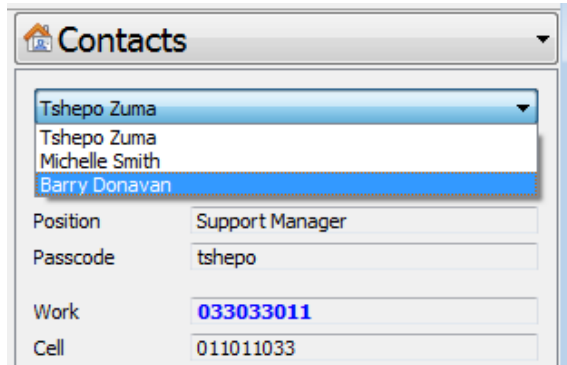 Contacts
Tshepo Zuma
Tshepo Zuma
Michelle Smith
Barry Donavan
Position Support Manager
Passcode tshepo
Work 033033011
Cell 011011033